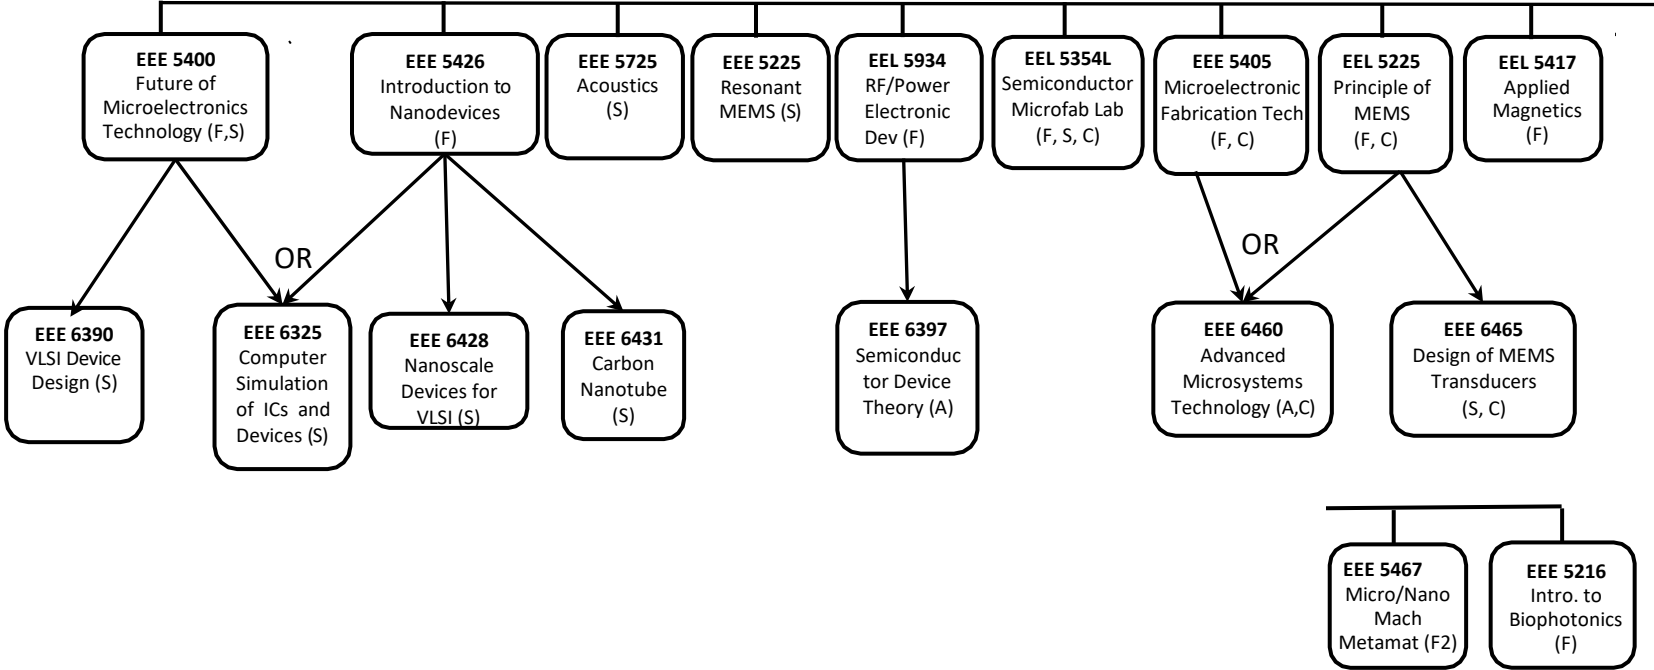 EEE 5400
Future of
Microelectronics
Technology (F,S)
EEE 5426
Introduction to
Nanodevices
(F)
EEE 5725
Acoustics
(S)
EEE 5225
Resonant
MEMS (S)
EEL 5934
RF/Power
Electronic
Dev (F)
EEL 5354L
Semiconductor
Microfab Lab
(F, S, C)
EEE 5405
Microelectronic
Fabrication Tech
(F, C)
EEL 5225
Principle of
MEMS
(F, C)
EEL 5417
Applied
Magnetics
(F)
OR
OR
EEE 6390
VLSI Device
Design (S)
EEE 6325
Computer
Simulation
of ICs and
Devices (S)
EEE 6428
Nanoscale
Devices for
VLSI (S)
EEE 6431
Carbon
Nanotube
(S)
EEE 6397
Semiconduc
tor Device
Theory (A)
EEE 6460
Advanced
Microsystems
Technology (A,C)
EEE 6465
Design of MEMS
Transducers
(S, C)
EEE 5467
Micro/Nano
Mach
Metamat (F2)
EEE 5216
Intro. to
Biophotonics
(F)